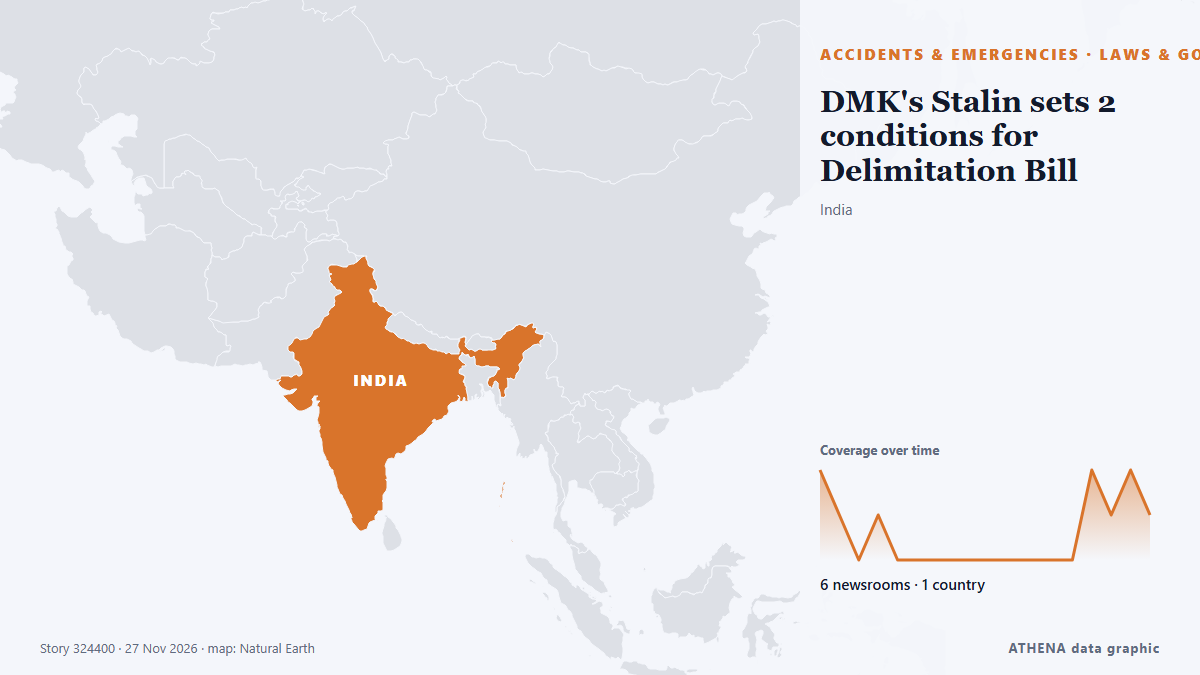 ACCIDENTS & EMERGENCIES · LAWS & GO
DMK's Stalin sets 2
conditions for
Delimitation Bill
India
INDIA
Coverage over time
6 newsrooms · 1 country
Story 324400 · 27 Nov 2026 · map: Natural Earth
ATHENA data graphic